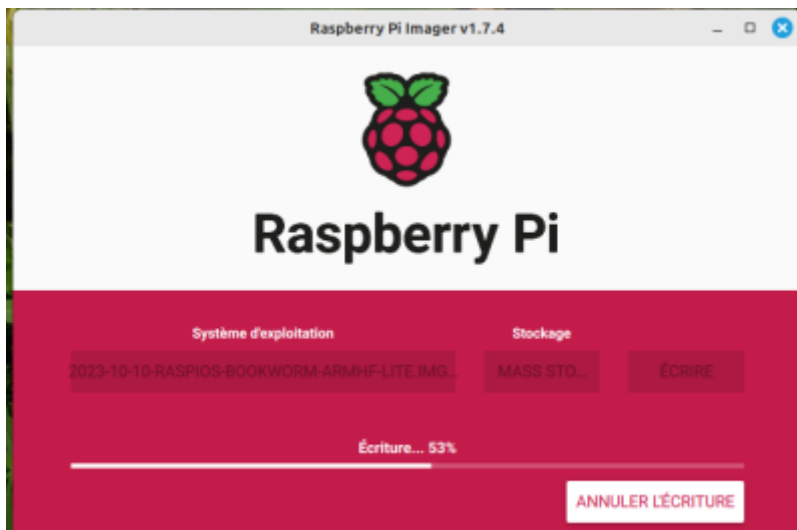 Raspberry Pi Imager v1.7.4
Raspberry Pi
Système d'exploitation Stockage
2023-10-10-RASPIOS-BOOKWORM-ARMHF-LITE.IMG... MASS STO... ÉCRIRE
Écriture... 53%
ANNULER L'ÉCRITURE